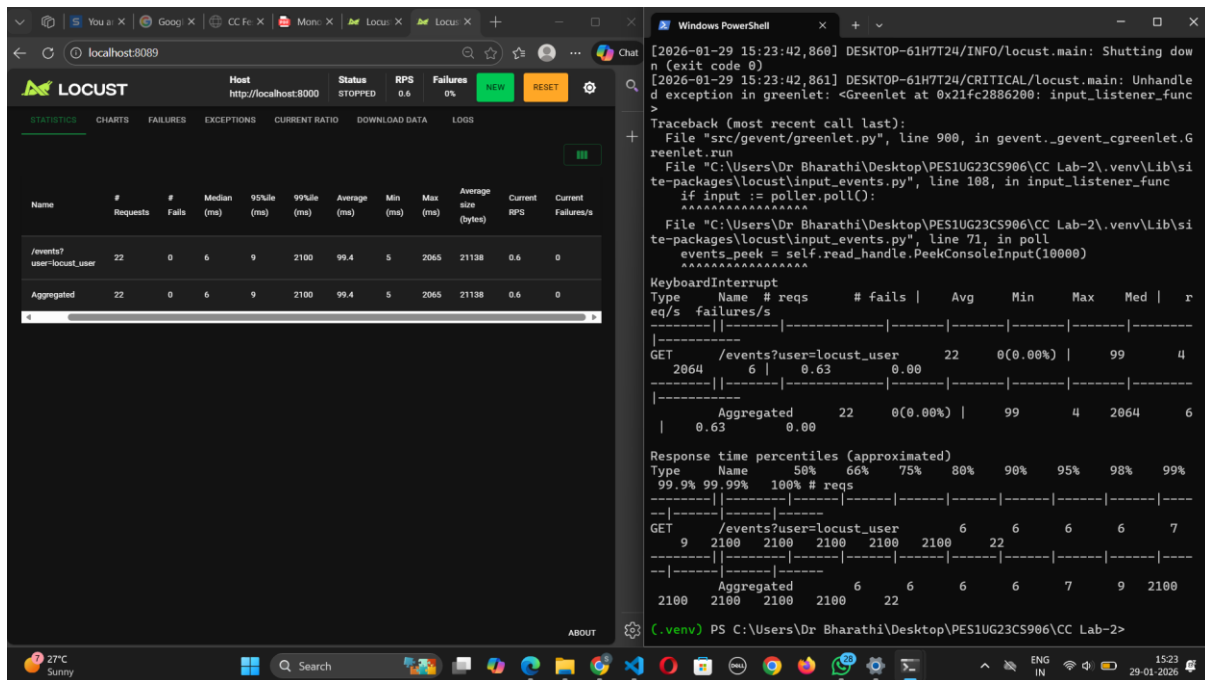 You ar
Googl
CC Fe
Mono
Locus
Locus
localhost:8089
Chat
LOCUST
Host
http://localhost:8000
Status
STOPPED
RPS
0.6
Failures
0%
NEW
RESET
STATISTICS CHARTS FAILURES EXCEPTIONS CURRENT RATIO DOWNLOAD DATA LOGS
Name # Requests # Fails Median (ms) 95%ile (ms) 99%ile (ms) Average (ms) Min (ms) Max (ms) Average size (bytes) Current RPS Current Failures/s
/events?
user=locust_user 22 0 6 9 2100 99.4 5 2065 21138 0.6 0
Aggregated 22 0 6 9 2100 99.4 5 2065 21138 0.6 0
ABOUT
Windows PowerShell
[2026-01-29 15:23:42,860] DESKTOP-61H7T24/INFO/locust.main: Shutting dow
n (exit code 0)
[2026-01-29 15:23:42,861] DESKTOP-61H7T24/CRITICAL/locust.main: Unhandle
d exception in greenlet: <Greenlet at 0x21fc2886200: input_listener_func
>
Traceback (most recent call last):
File "src/gevent/greenlet.py", line 900, in gevent._gevent_cgreenlet.G
reenlet.run
File "C:\Users\Dr Bharathi\Desktop\PES1UG23CS906\CC Lab-2\.venv\Lib\si
te-packages\locust\input_events.py", line 108, in input_listener_func
if input := poller.poll():
^^^^^^^^^^^^^^^^^
File "C:\Users\Dr Bharathi\Desktop\PES1UG23CS906\CC Lab-2\.venv\Lib\si
te-packages\locust\input_events.py", line 71, in poll
events_peek = self.read_handle.PeekConsoleInput(10000)
^^^^^^^^^^^^^^^^^
KeyboardInterrupt
Type Name # reqs # fails | Avg Min Max Med | r
eq/s failures/s
--------||-------|-------------|-------|-------|-------|-------|--------
|-----------
GET /events?user=locust_user 22 0(0.00%) | 99 4
2064 6 | 0.63 0.00
--------||-------|-------------|-------|-------|-------|-------|--------
|-----------
Aggregated 22 0(0.00%) | 99 4 2064 6
| 0.63 0.00
Response time percentiles (approximated)
Type Name 50% 66% 75% 80% 90% 95% 98% 99%
99.9% 99.99% 100% # reqs
--------||--------|------|------|------|------|------|------|------|----
--|------|------|------
GET /events?user=locust_user 6 6 6 6 7
9 2100 2100 2100 2100 2100 22
--------||--------|------|------|------|------|------|------|------|----
--|------|------|------
Aggregated 6 6 6 6 7 9 2100
2100 2100 2100 2100 22
(.venv) PS C:\Users\Dr Bharathi\Desktop\PES1UG23CS906\CC Lab-2>
7
27°C
Sunny
Search
DELL
28
ENG
IN
15:23
29-01-2026